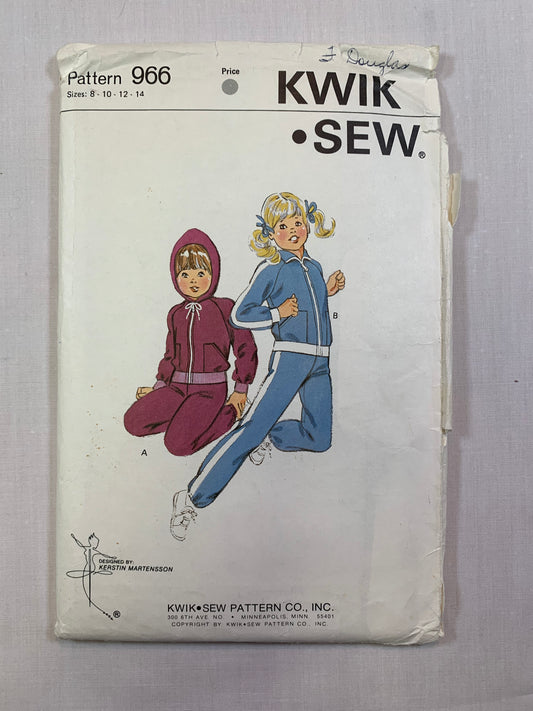 F Douglas
Pattern 966
Sizes: 8 - 10 - 12 - 14
Price
KWIK
•SEW®
B
A
DESIGNED BY:
KERSTIN MARTENSSON
®
KWIK•SEW PATTERN CO., INC.
300 6TH AVE NO. • MINNEAPOLIS, MINN. 55401
COPYRIGHT BY KWIK•SEW PATTERN CO., INC.